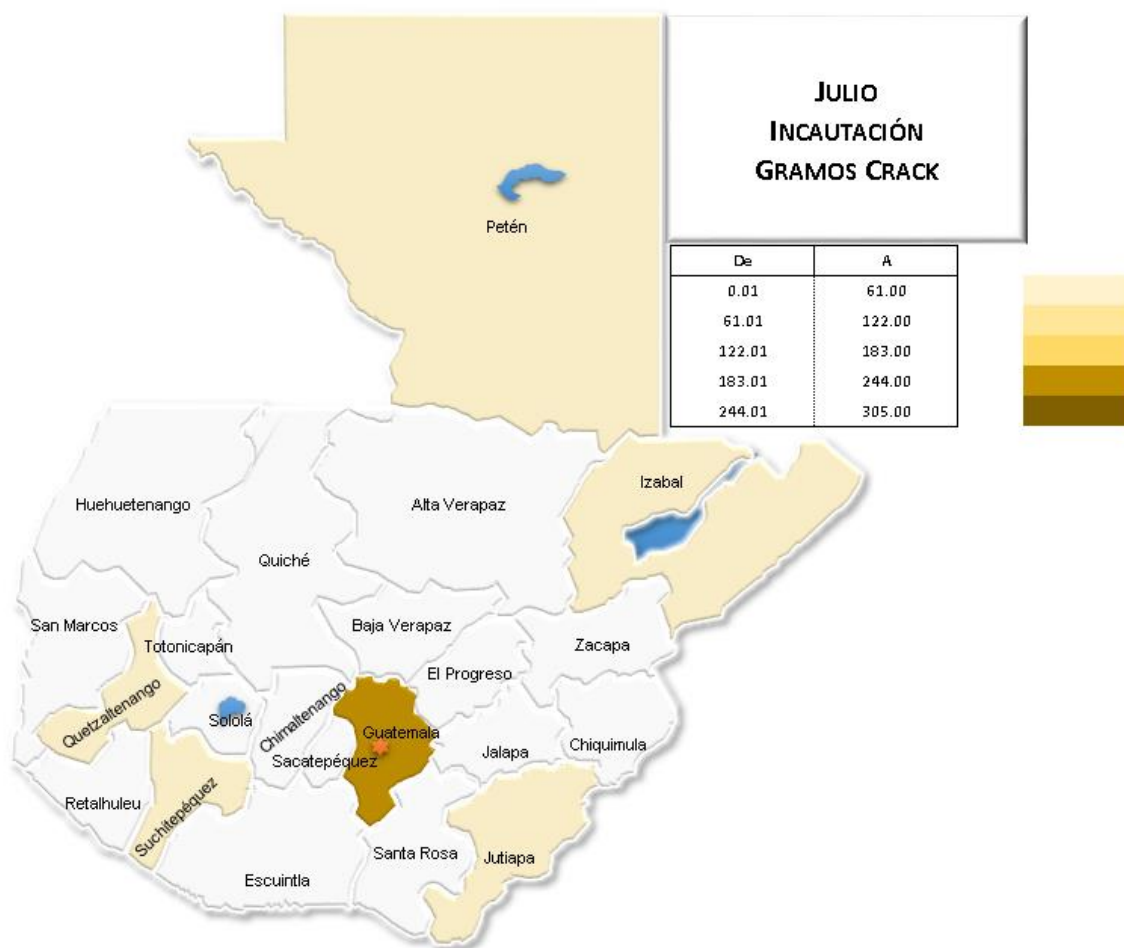 JULIO
INCAUTACIÓN
GRAMOS CRACK
Petén
De A
0.01 61.00
61.01 122.00
122.01 183.00
183.01 244.00
244.01 305.00
Izabal
Huehuetenango
Alta Verapaz
Quiché
San Marcos
Baja Verapaz
Totonicapán
Zacapa
El Progreso
Quetzaltenango
Sololá
Chimaltenango
Guatemala
Jalapa
Chiquimula
Sacatepéquez
Retalhuleu
Suchitepéquez
Santa Rosa
Jutiapa
Escuintla